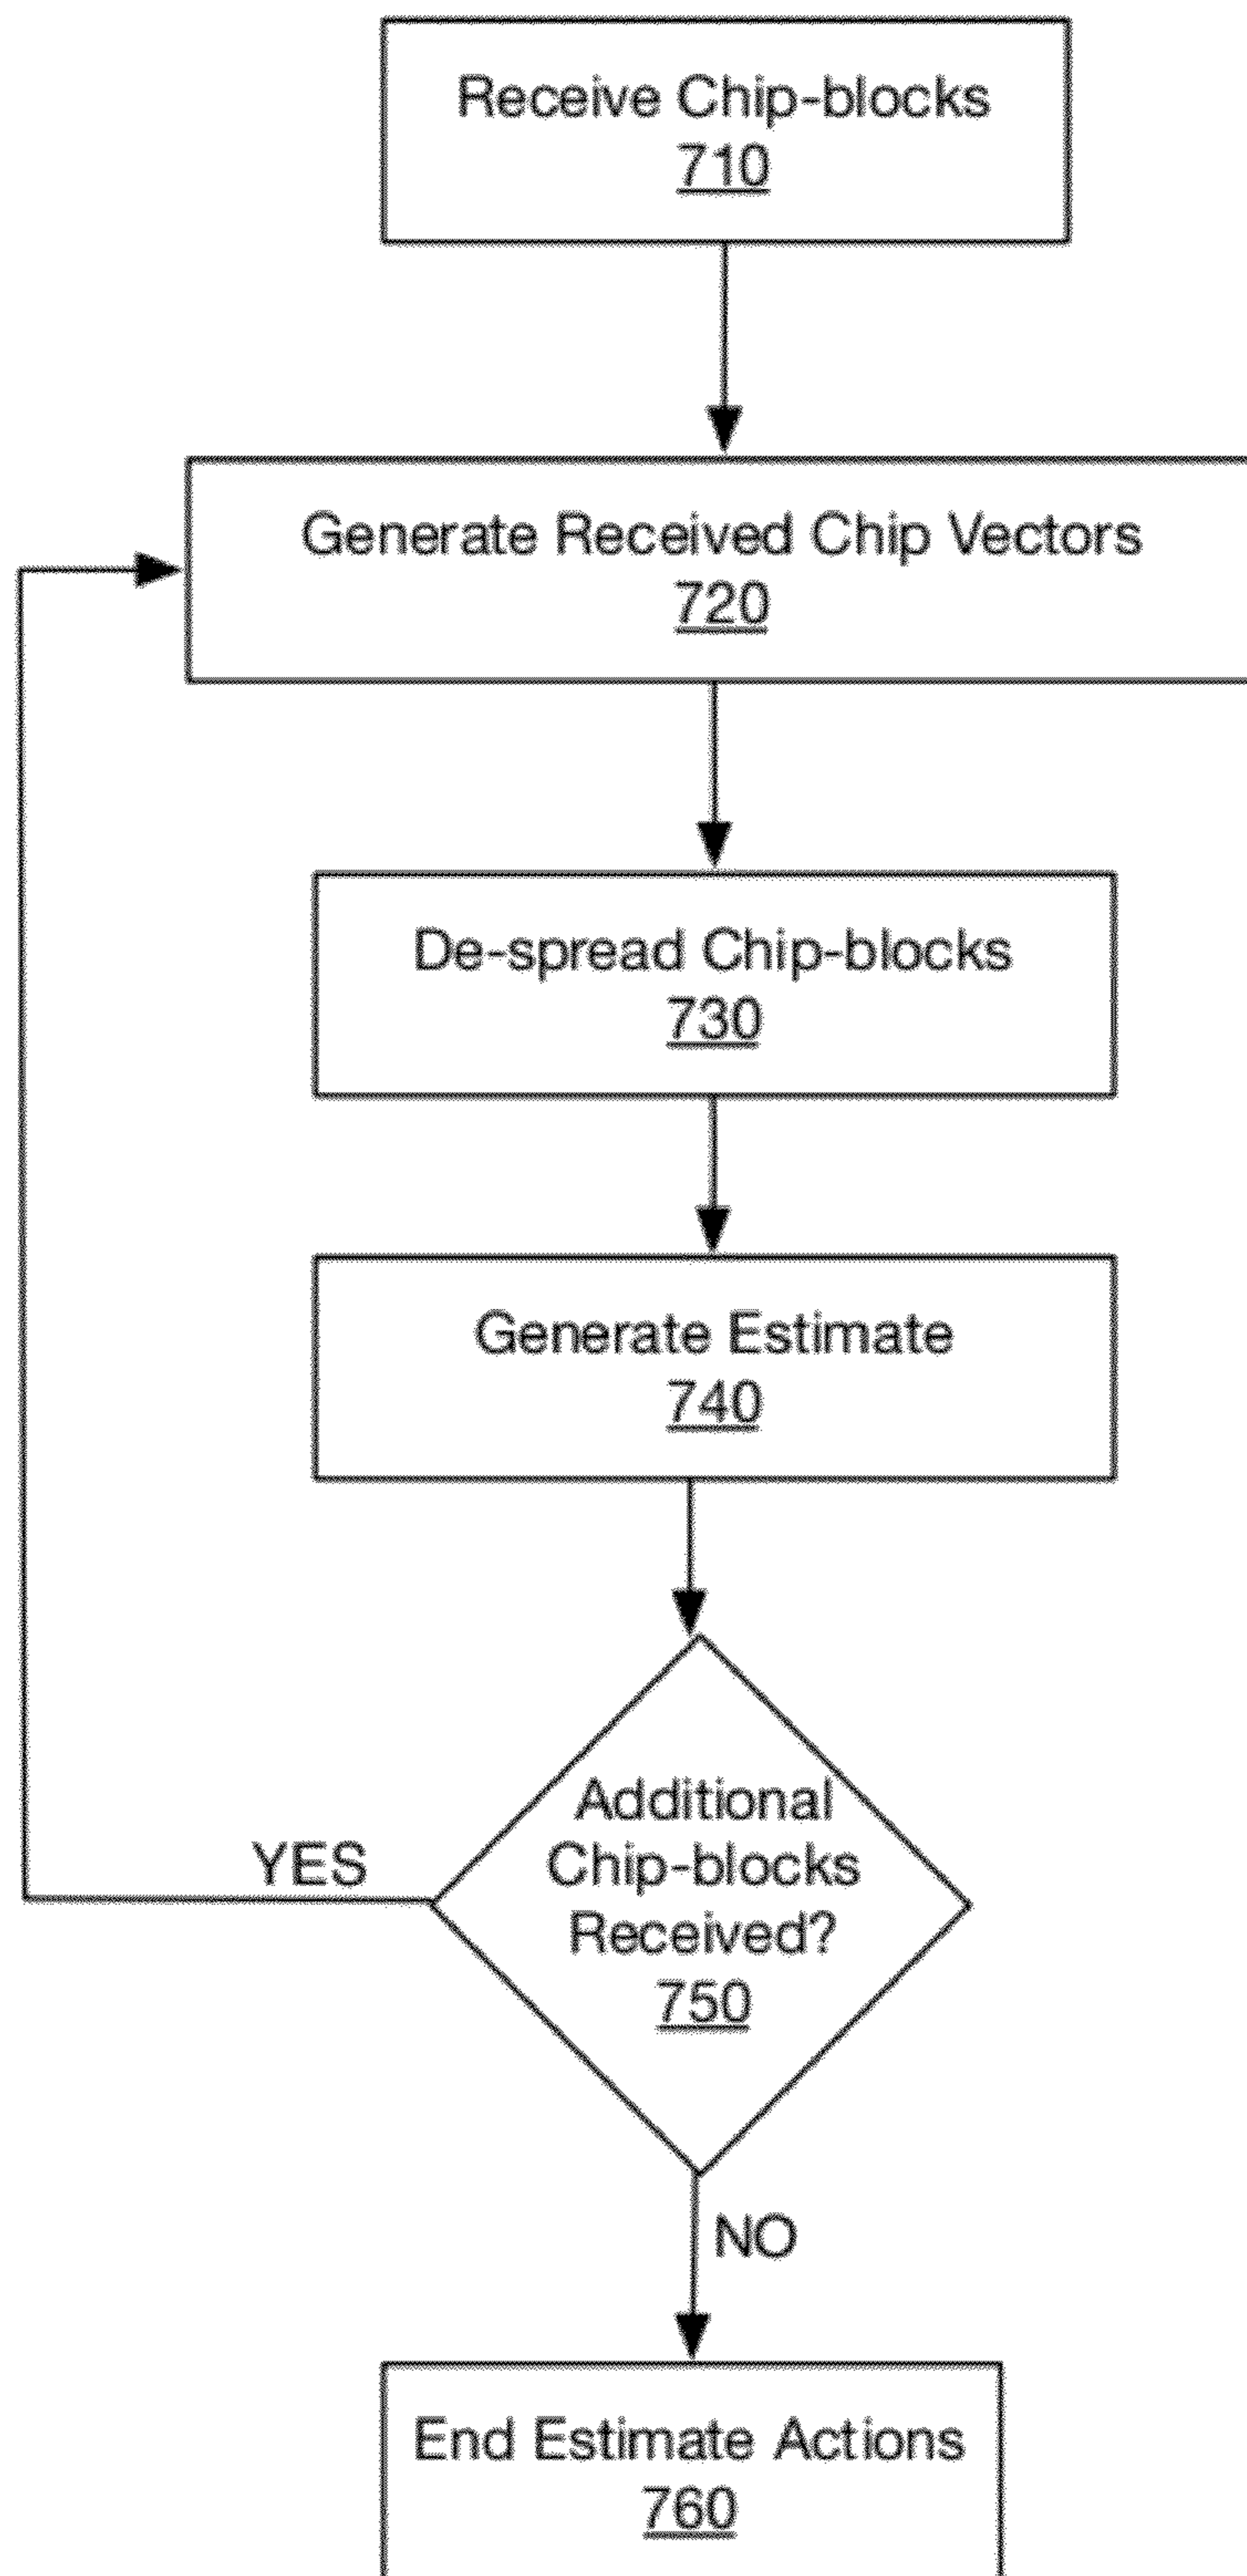 Receive Chip-blocks
710
Generate Received Chip Vectors
720
De-spread Chip-blocks
730
Generate Estimate
740
Additional
Chip-blocks
Received?
750
YES
NO
End Estimate Actions
760